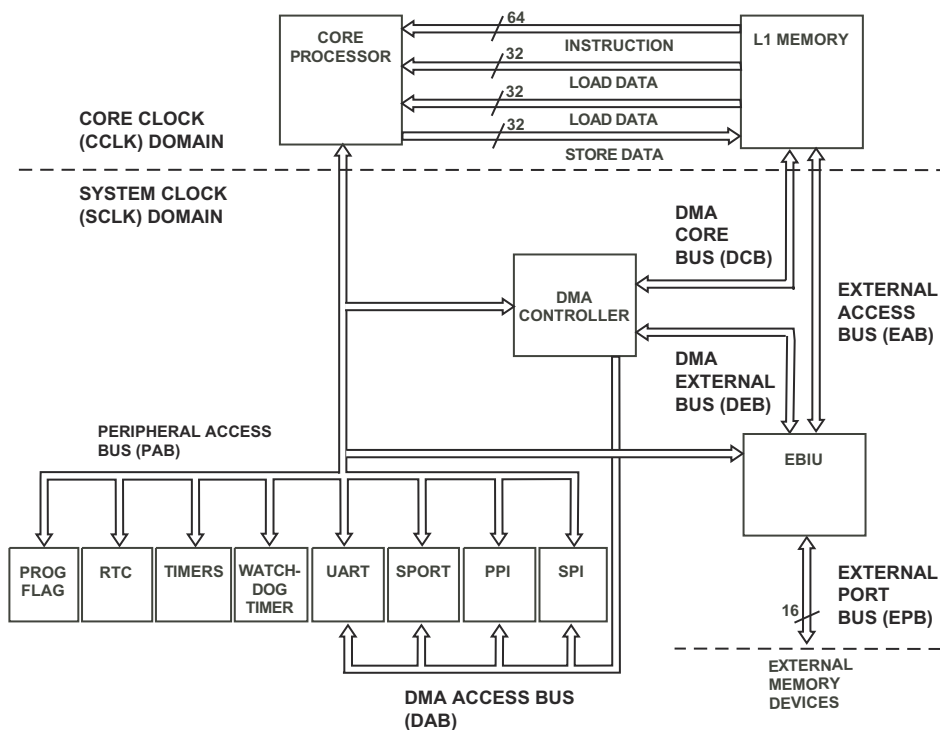 64
CORE
PROCESSOR
L1 MEMORY
INSTRUCTION
32
LOAD DATA
32
CORE CLOCK
(CCLK) DOMAIN
LOAD DATA
32
STORE DATA
SYSTEM CLOCK
(SCLK) DOMAIN
DMA
CORE
BUS (DCB)
DMA
CONTROLLER
EXTERNAL
ACCESS
BUS (EAB)
DMA
EXTERNAL
BUS (DEB)
PERIPHERAL ACCESS
BUS (PAB)
EBIU
PROG
FLAG
RTC
TIMERS
WATCH-
DOG
TIMER
UART
SPORT
PPI
SPI
EXTERNAL
PORT
BUS (EPB)
16
EXTERNAL
MEMORY
DEVICES
DMA ACCESS BUS
(DAB)